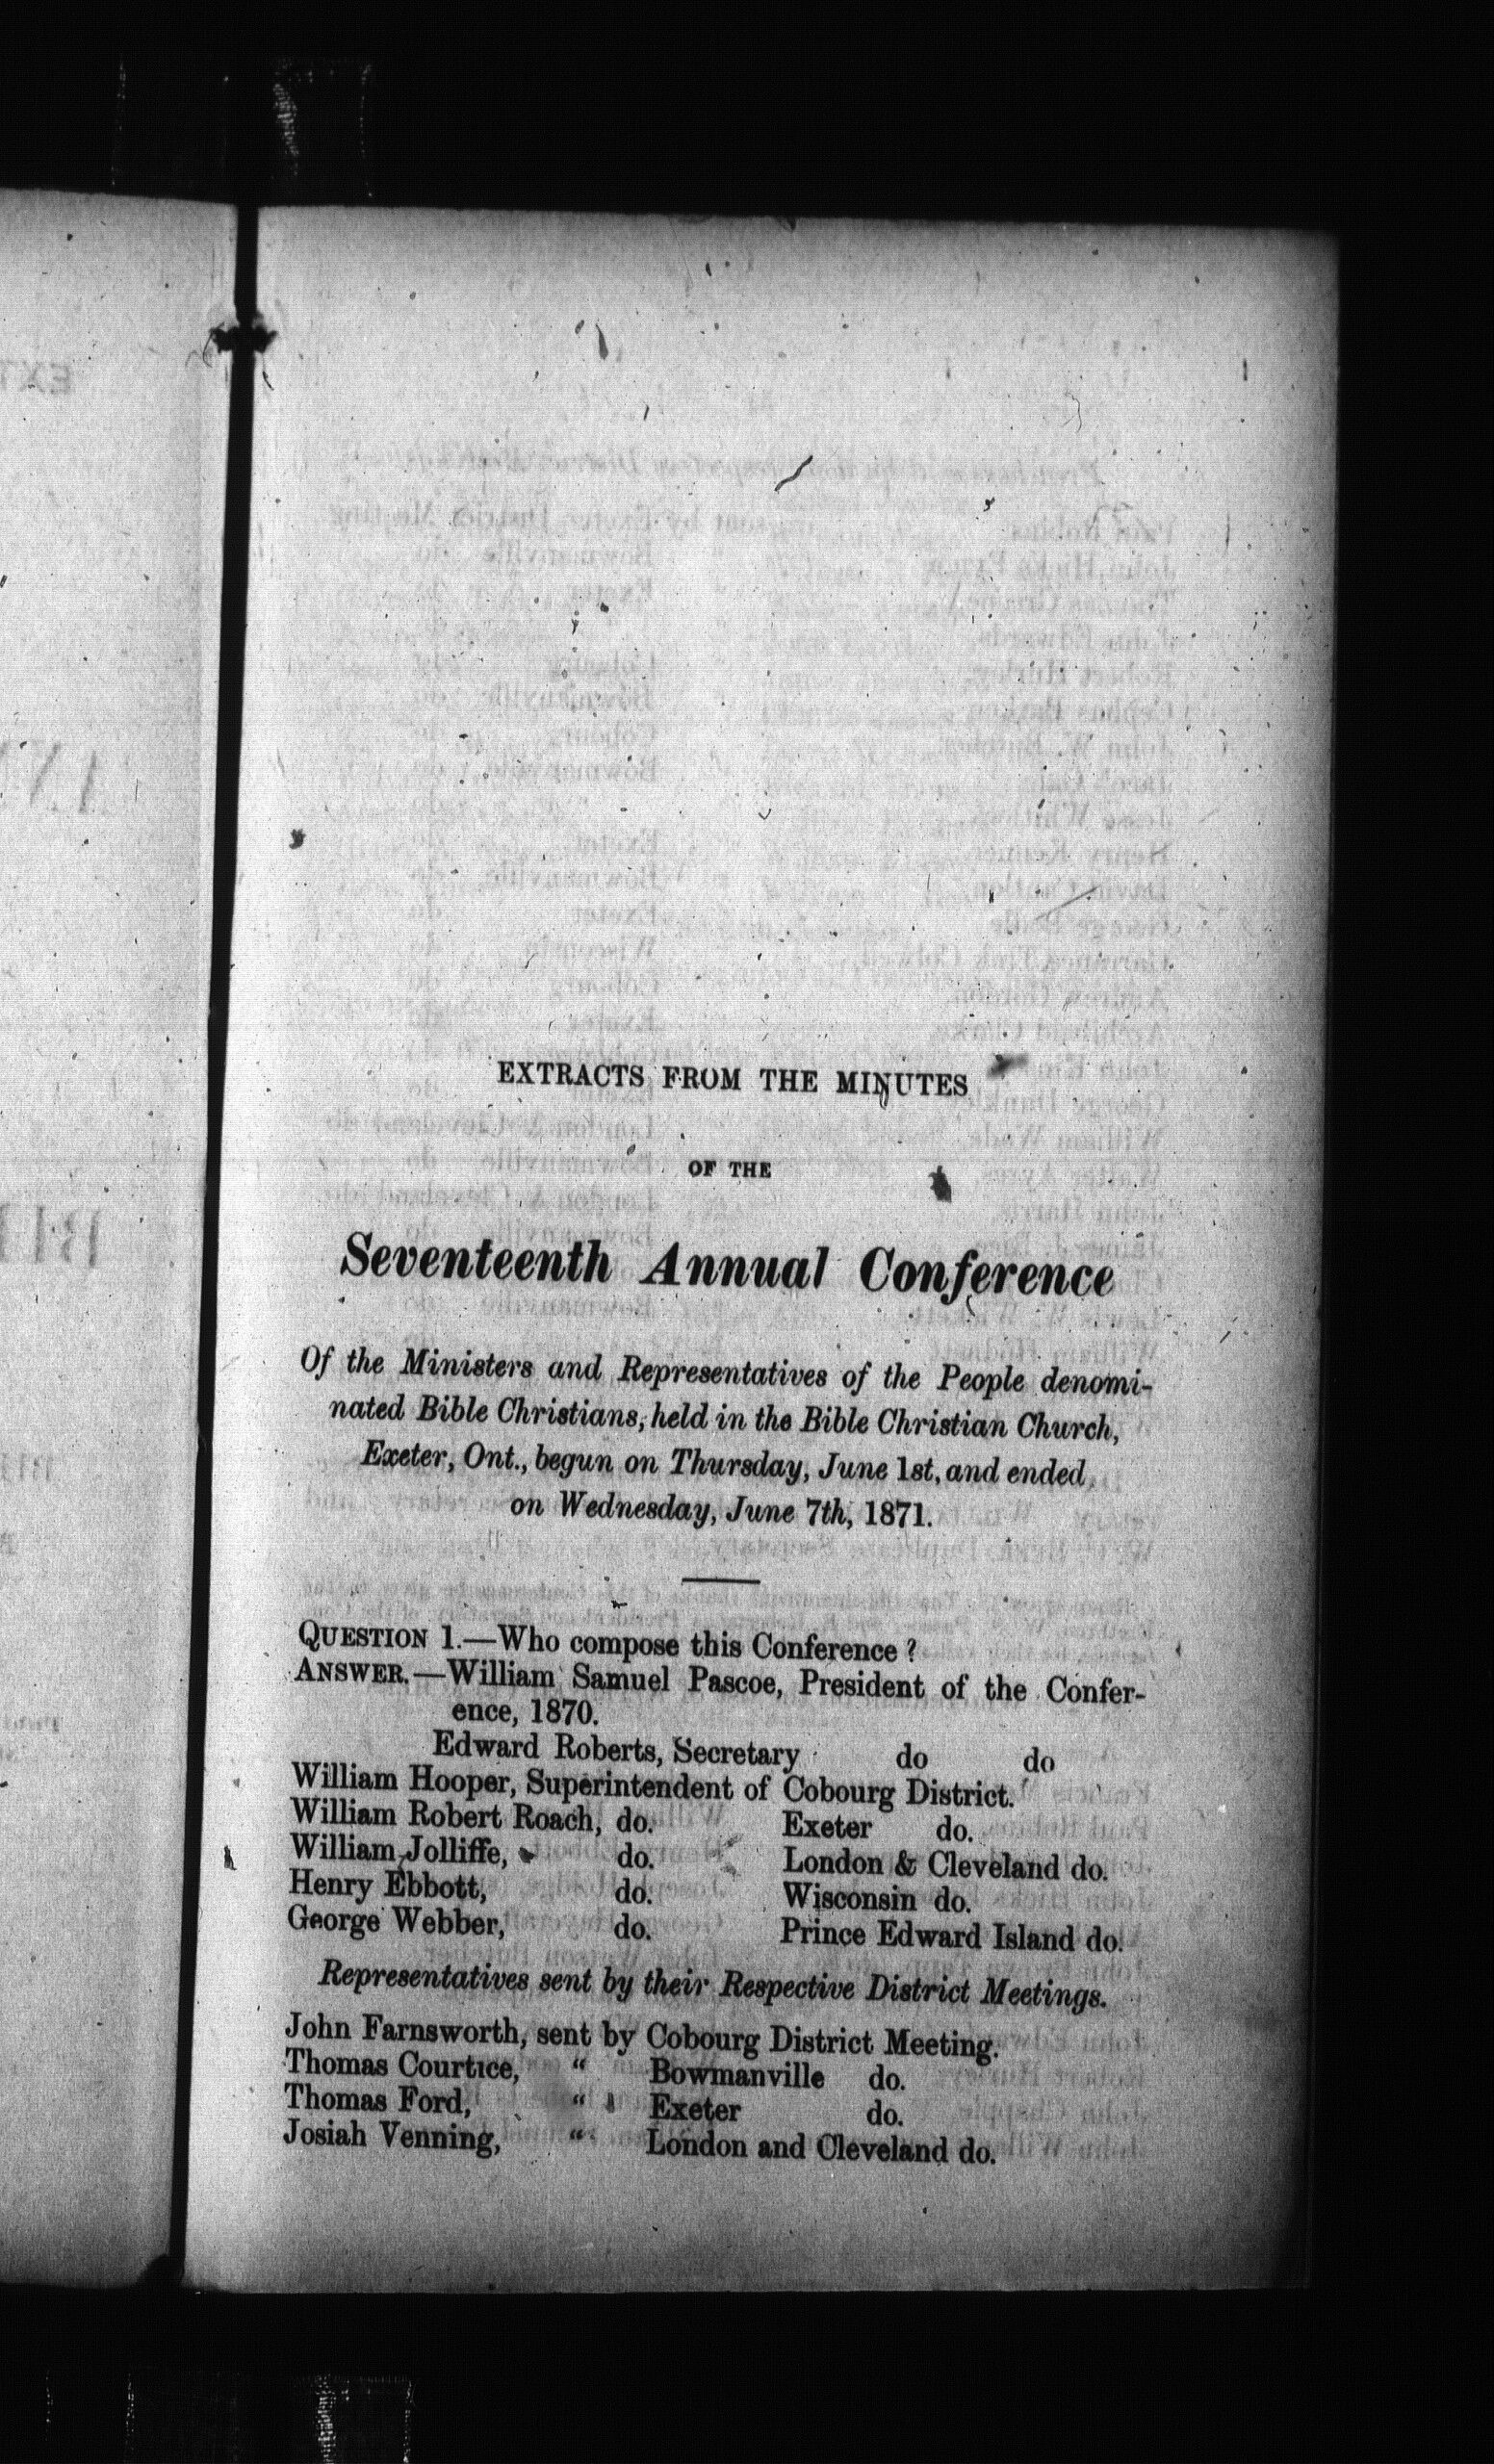 EXTRACTS FROM THE MINUTES
OF THE
Seventeenth Annual Conference
Of the Ministers and Representatives of the People denomi-
nated Bible Christians, held in the Bible Christian Church,
Exeter, Ont., begun on Thursday, June 1st, and ended
on Wednesday, June 7th, 1871.
QUESTION 1.—Who compose this Conference ?
ANSWER.—William Samuel Pascoe, President of the Confer-
ence, 1870.
Edward Roberts, Secretary do do
William Hooper, Superintendent of Cobourg District.
William Robert Roach, do. Exeter do.
William Jolliffe, do. London & Cleveland do.
Henry Ebbott, do. Wisconsin do.
George Webber, do. Prince Edward Island do.
Representatives sent by their Respective District Meetings.
John Farnsworth, sent by Cobourg District Meeting.
Thomas Courtice, " Bowmanville do.
Thomas Ford, " Exeter do.
Josiah Venning, " London and Cleveland do.